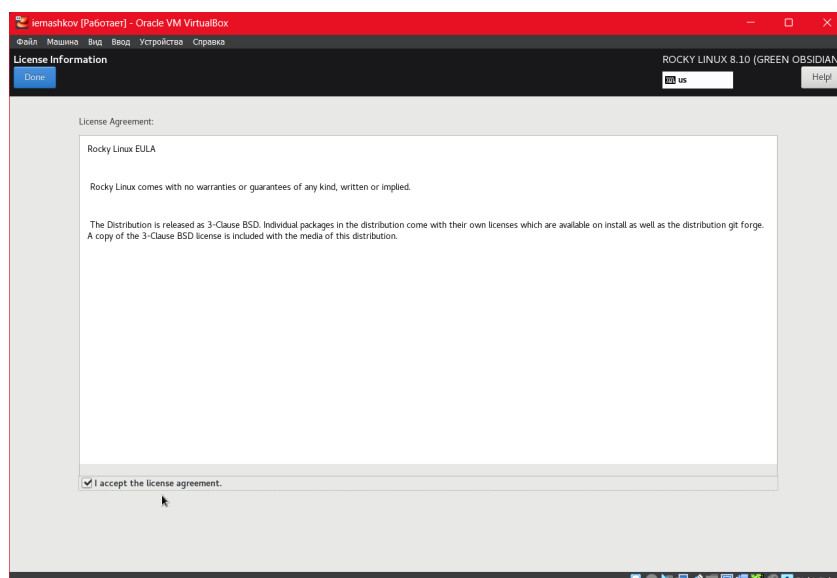 iemashkov [Работает] - Oracle VM VirtualBox
Файл Машина Вид Ввод Устройства Справка
License Information
ROCKY LINUX 8.10 (GREEN OBSIDIAN
Done
us
Help!
License Agreement:
Rocky Linux EULA
Rocky Linux comes with no warranties or guarantees of any kind, written or implied.
The Distribution is released as 3-Clause BSD. Individual packages in the distribution come with their own licenses which are available on install as well as the distribution git forge.
A copy of the 3-Clause BSD license is included with the media of this distribution.
I accept the license agreement.